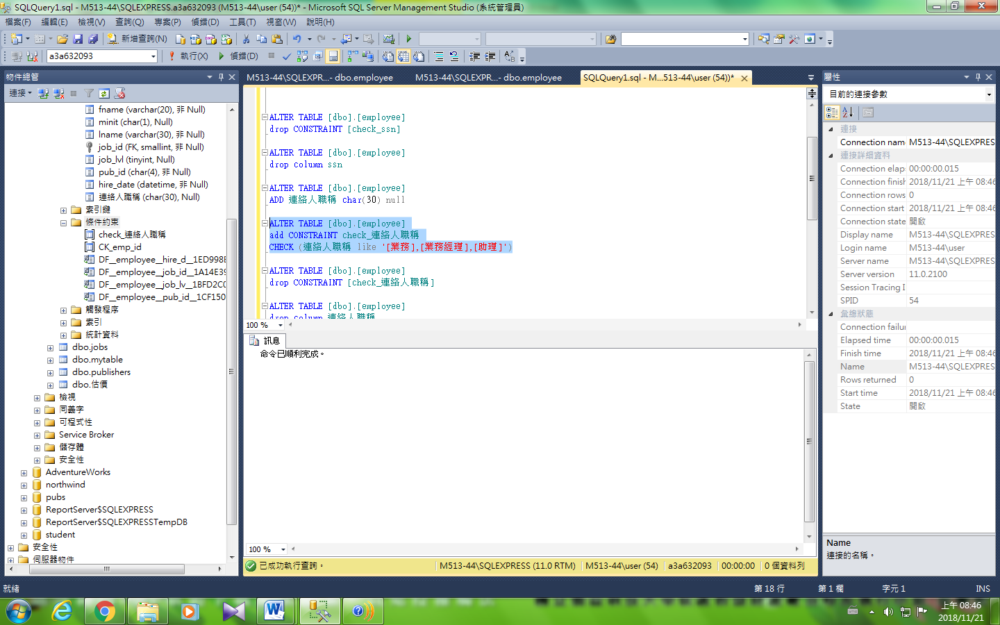 SQLQuery1.sql - M513-44\SQLEXPRESS.a3a632093 (M513-44\user (54))* - Microsoft SQL Server Management Studio (系統管理員)
檔案(F) 編輯(E) 檢視(V) 查詢(Q) 專案(P) 偵錯(D) 工具(T) 視窗(W) 說明(H)
新增查詢(N)
a3a632093 執行(X) 偵錯(D)
物件總管
連接
fname (varchar(20), 非 Null)
minit (char(1), Null)
lname (varchar(30), 非 Null)
job_id (FK, smallint, 非 Null)
job_lvl (tinyint, Null)
pub_id (char(4), 非 Null)
hire_date (datetime, 非 Null)
連絡人職稱 (char(30), Null)
索引鍵
條件約束
check_連絡人職稱
CK_emp_id
DF__employee__hire_d__1ED998E
DF__employee__job_id__1A14E39
DF__employee__job_lv__1BFD2C0
DF__employee__pub_id__1CF150
觸發程序
索引
統計資料
dbo.jobs
dbo.mytable
dbo.publishers
dbo.估價
檢視
同義字
可程式性
Service Broker
儲存體
安全性
AdventureWorks
northwind
pubs
ReportServer$SQLEXPRESS
ReportServer$SQLEXPRESSTempDB
student
安全性
伺服器物件
M513-44\SQLEXPR...- dbo.employee M513-44\SQLEXPR...- dbo.employee SQLQuery1.sql - M...513-44\user (54))*
ALTER TABLE [dbo].[employee]
drop CONSTRAINT [check_ssn]
ALTER TABLE [dbo].[employee]
drop column ssn
ALTER TABLE [dbo].[employee]
ADD 連絡人職稱 char(30) null
ALTER TABLE [dbo].[employee]
add CONSTRAINT check_連絡人職稱
CHECK (連絡人職稱 like '[業務],[業務經理],[助理]')
ALTER TABLE [dbo].[employee]
drop CONSTRAINT [check_連絡人職稱]
ALTER TABLE [dbo].[employee]
drop column 連絡人職稱
100 %
訊息
命令已順利完成。
100 %
已成功執行查詢。 M513-44\SQLEXPRESS (11.0 RTM) M513-44\user (54) a3a632093 00:00:00 0 個資料列
屬性
目前的連接參數
連接
Connection name M513-44\SQLEXPRES
連接詳細資料
Connection elap 00:00:00.015
Connection finish 2018/11/21 上午 08:46
Connection rows 0
Connection start 2018/11/21 上午 08:46
Connection state 開啟
Display name M513-44\SQLEXPRES
Login name M513-44\user
Server name M513-44\SQLEXPRES
Server version 11.0.2100
Session Tracing I
SPID 54
彙總狀態
Connection failur
Elapsed time 00:00:00.015
Finish time 2018/11/21 上午 08:46
Name M513-44\SQLEXPRES
Rows returned 0
Start time 2018/11/21 上午 08:46
State 開啟
Name
連接的名稱。
就緒 第 18 行 第 1 欄 字元 1 INS
上午 08:46
2018/11/21